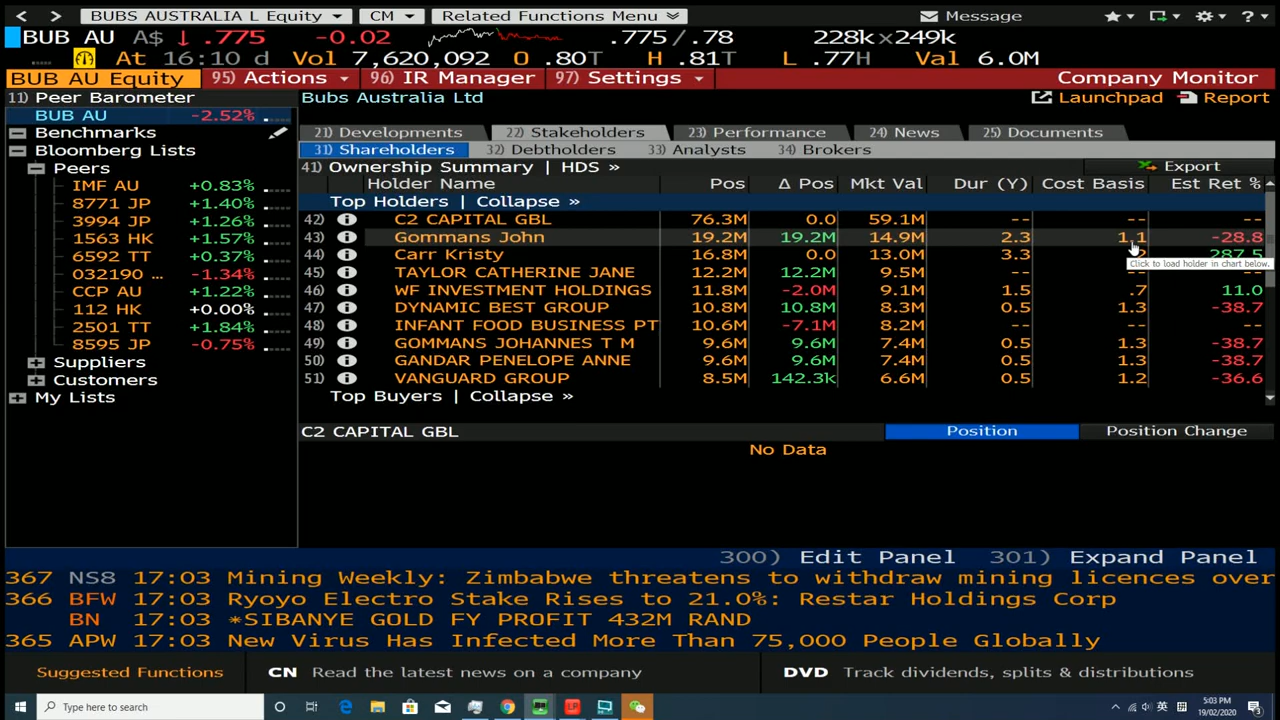 BUBS AUSTRALIA L Equity CM Related Functions Menu Message
BUB AU A$ ↓ .775 -0.02 .775/.78 228k×249k
At 16:10 d Vol 7,620,092 O .80T H .81T L .77H Val 6.0M
BUB AU Equity 95) Actions 96) IR Manager 97) Settings Company Monitor
11) Peer Barometer Bubs Australia Ltd Launchpad Report
BUB AU -2.52%
21) Developments 22) Stakeholders 23) Performance 24) News 25) Documents
Benchmarks
31) Shareholders 32) Debtholders 33) Analysts 34) Brokers
Bloomberg Lists
41) Ownership Summary | HDS » Export
Peers
Holder Name Pos Δ Pos Mkt Val Dur (Y) Cost Basis Est Ret %
IMF AU +0.83%
Top Holders | Collapse »
8771 JP +1.40%
42) C2 CAPITAL GBL 76.3M 0.0 59.1M -- -- --
3994 JP +1.26%
43) Gommans John 19.2M 19.2M 14.9M 2.3 1.1 -28.8
1563 HK +1.57%
44) Carr Kristy 16.8M 0.0 13.0M 3.3 287.5
6592 TT +0.37%
Click to load holder in chart below.
45) TAYLOR CATHERINE JANE 12.2M 12.2M 9.5M -- -- --
032190 ... -1.34%
46) WF INVESTMENT HOLDINGS 11.8M -2.0M 9.1M 1.5 .7 11.0
CCP AU +1.22%
47) DYNAMIC BEST GROUP 10.8M 10.8M 8.3M 0.5 1.3 -38.7
112 HK +0.00%
48) INFANT FOOD BUSINESS PT 10.6M -7.1M 8.2M -- -- --
2501 TT +1.84%
49) GOMMANS JOHANNES T M 9.6M 9.6M 7.4M 0.5 1.3 -38.7
8595 JP -0.75%
50) GANDAR PENELOPE ANNE 9.6M 9.6M 7.4M 0.5 1.3 -38.7
Suppliers
51) VANGUARD GROUP 8.5M 142.3k 6.6M 0.5 1.2 -36.6
Customers
Top Buyers | Collapse »
My Lists
C2 CAPITAL GBL Position Position Change
No Data
300) Edit Panel 301) Expand Panel
367 NS8 17:03 Mining Weekly: Zimbabwe threatens to withdraw mining licences over
366 BFW 17:03 Ryoyo Electro Stake Rises to 21.0%: Restar Holdings Corp
BN 17:03 *SIBANYE GOLD FY PROFIT 432M RAND
365 APW 17:03 New Virus Has Infected More Than 75,000 People Globally
Suggested Functions CN Read the latest news on a company DVD Track dividends, splits & distributions
Type here to search 英 拼 5:03 PM
19/02/2020